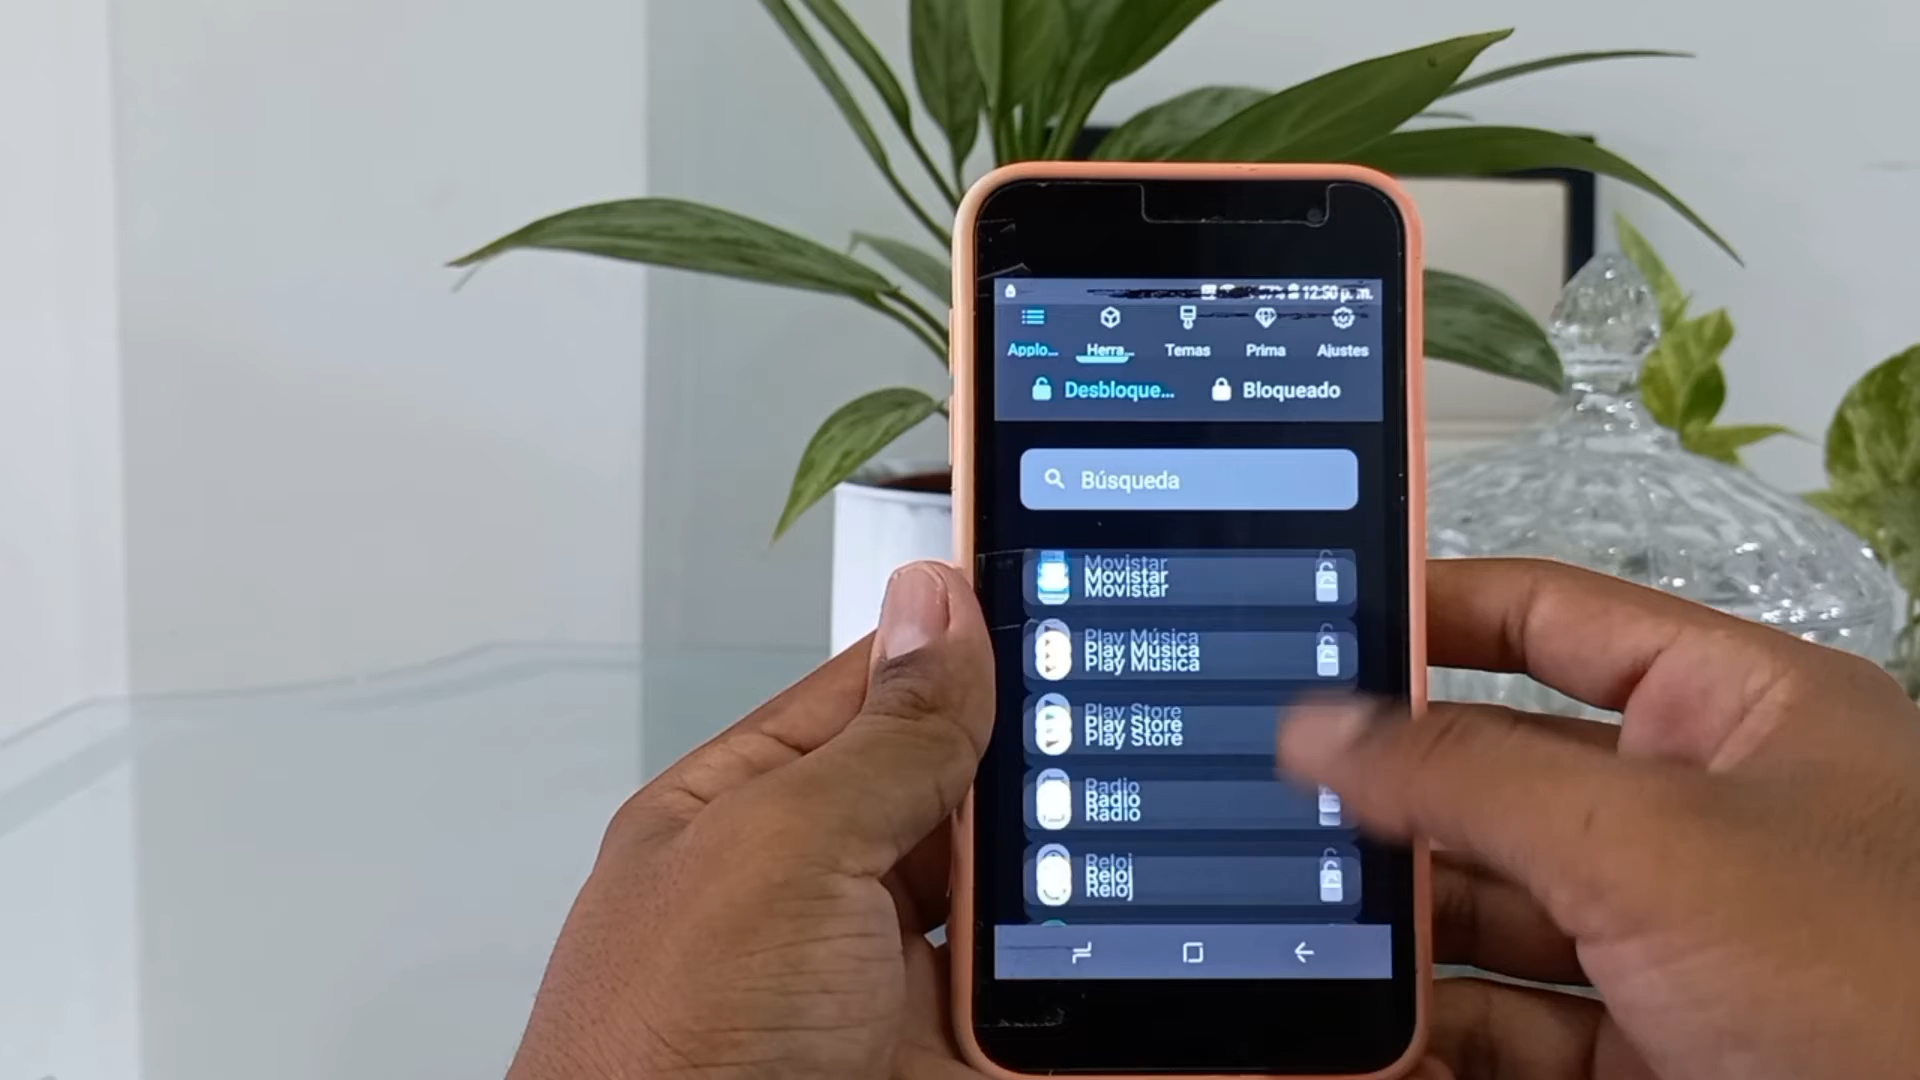 12:50 p. m.
Applo... Herra... Temas Prima Ajustes
Desbloque... Bloqueado
Búsqueda
Movistar
Play Música
Play Store
Radio
Reloj